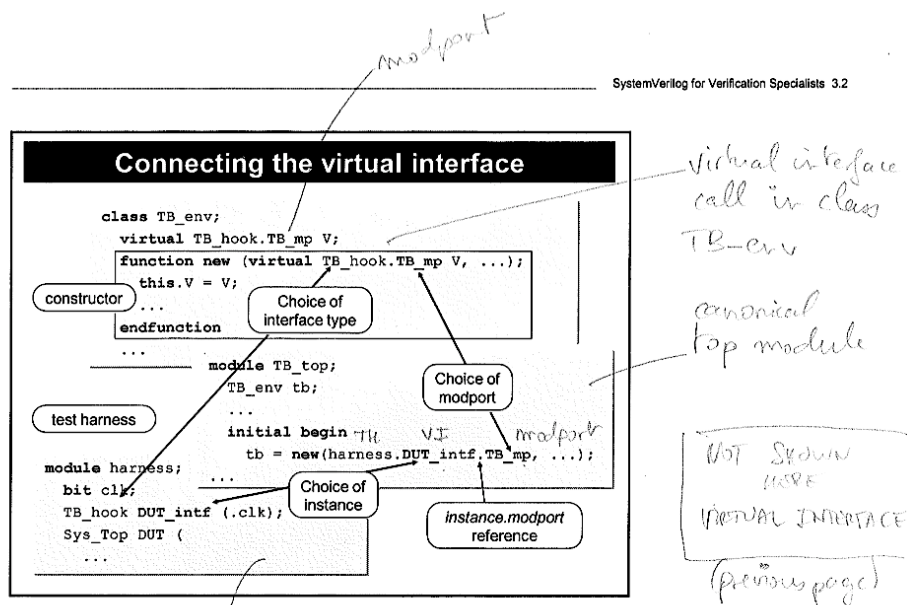 modport
SystemVerilog for Verification Specialists 3.2
Connecting the virtual interface
class TB_env;
virtual TB_hook.TB_mp V;
function new (virtual TB_hook.TB_mp V, ...);
this.V = V;
...
endfunction
...
constructor
Choice of
interface type
virtual interface
call in class
TB-env
canonical
top module
module TB_top;
TB_env tb;
...
initial begin
TH VI modport
tb = new(harness.DUT_intf.TB_mp, ...);
...
Choice of
modport
test harness
module harness;
bit clk;
TB_hook DUT_intf (.clk);
Sys_Top DUT (
...
Choice of
instance
instance.modport
reference
NOT SHOWN
HERE
VIRTUAL INTERFACE
(previous page)